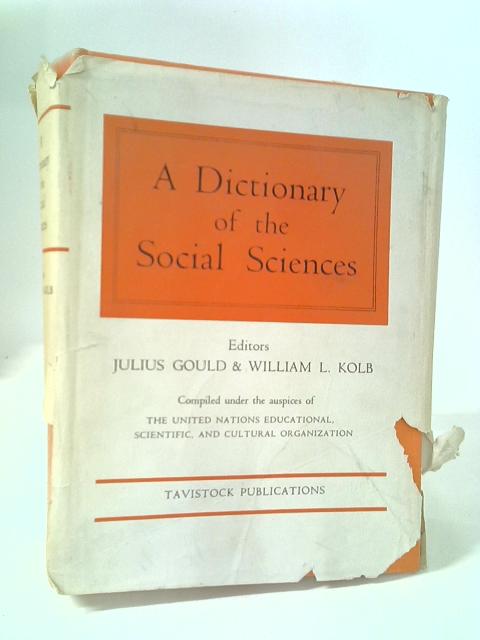 A Dictionary
of the
Social Sciences
Editors
JULIUS GOULD & WILLIAM L. KOLB
Compiled under the auspices of
THE UNITED NATIONS EDUCATIONAL,
SCIENTIFIC, AND CULTURAL ORGANIZATION
TAVISTOCK PUBLICATIONS